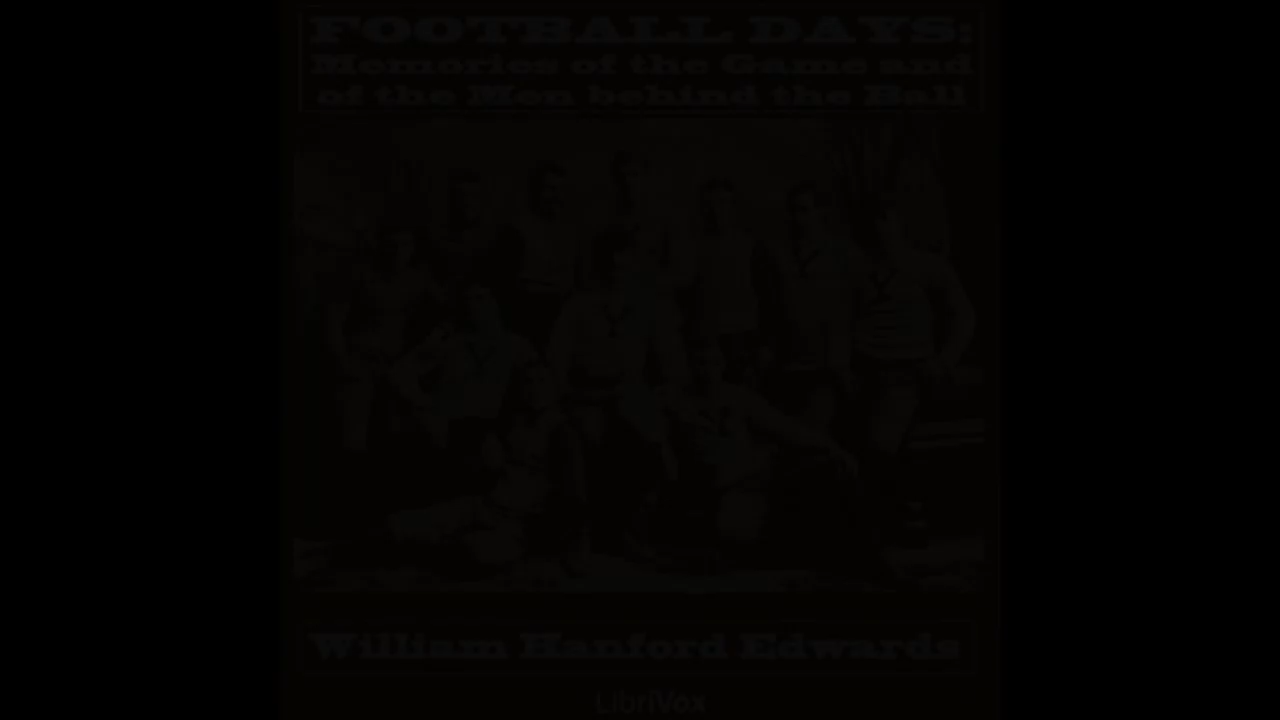 FOOTBALL DAYS:
Memories of the Game and
of the Men behind the Ball
William Hanford Edwards
LibriVox